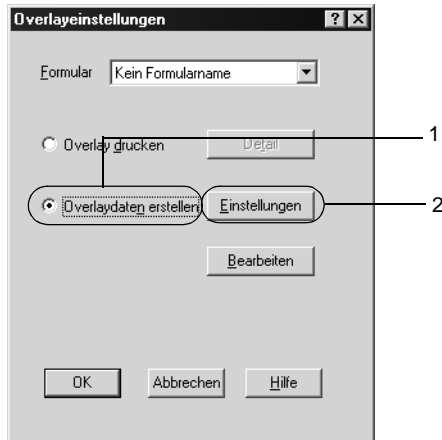 Overlayeinstellungen
Formular Kein Formularname
1
Overlay drucken Detail
2
Overlaydaten erstellen Einstellungen
Bearbeiten
OK Abbrechen Hilfe